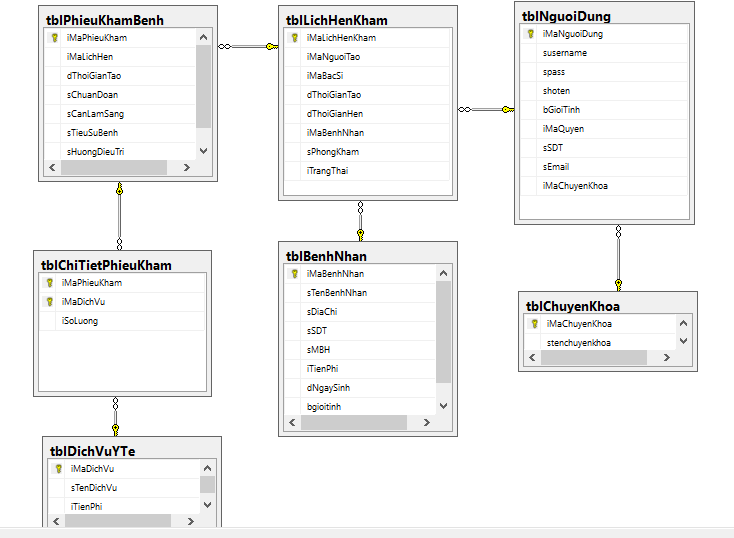 tblPhieuKhamBenh
iMaPhieuKham
iMaLichHen
dThoiGianTao
sChuanDoan
sCanLamSang
sTieuSuBenh
sHuongDieuTri
tblLichHenKham
iMaLichHenKham
iMaNguoiTao
iMaBacSi
dThoiGianTao
dThoiGianHen
iMaBenhNhan
sPhongKham
iTrangThai
tblNguoiDung
iMaNguoiDung
susername
spass
shoten
bGioiTinh
iMaQuyen
sSDT
sEmail
iMaChuyenKhoa
tblChiTietPhieuKham
iMaPhieuKham
iMaDichVu
iSoLuong
tblBenhNhan
iMaBenhNhan
sTenBenhNhan
sDiaChi
sSDT
sMBH
iTienPhi
dNgaySinh
bgioitinh
tblChuyenKhoa
iMaChuyenKhoa
stenchuyenkhoa
tblDichVuYTe
iMaDichVu
sTenDichVu
iTienPhi